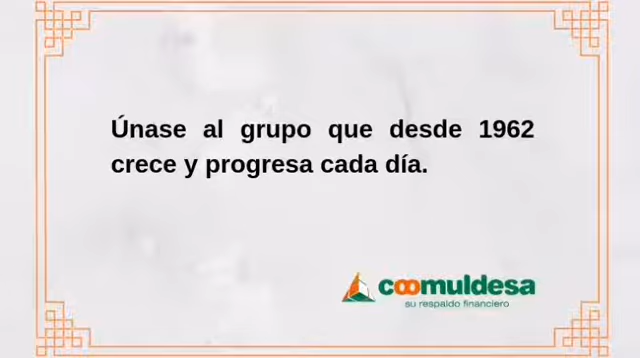 Únase al grupo que desde 1962
crece y progresa cada día.
coomuldesa
su respaldo financiero